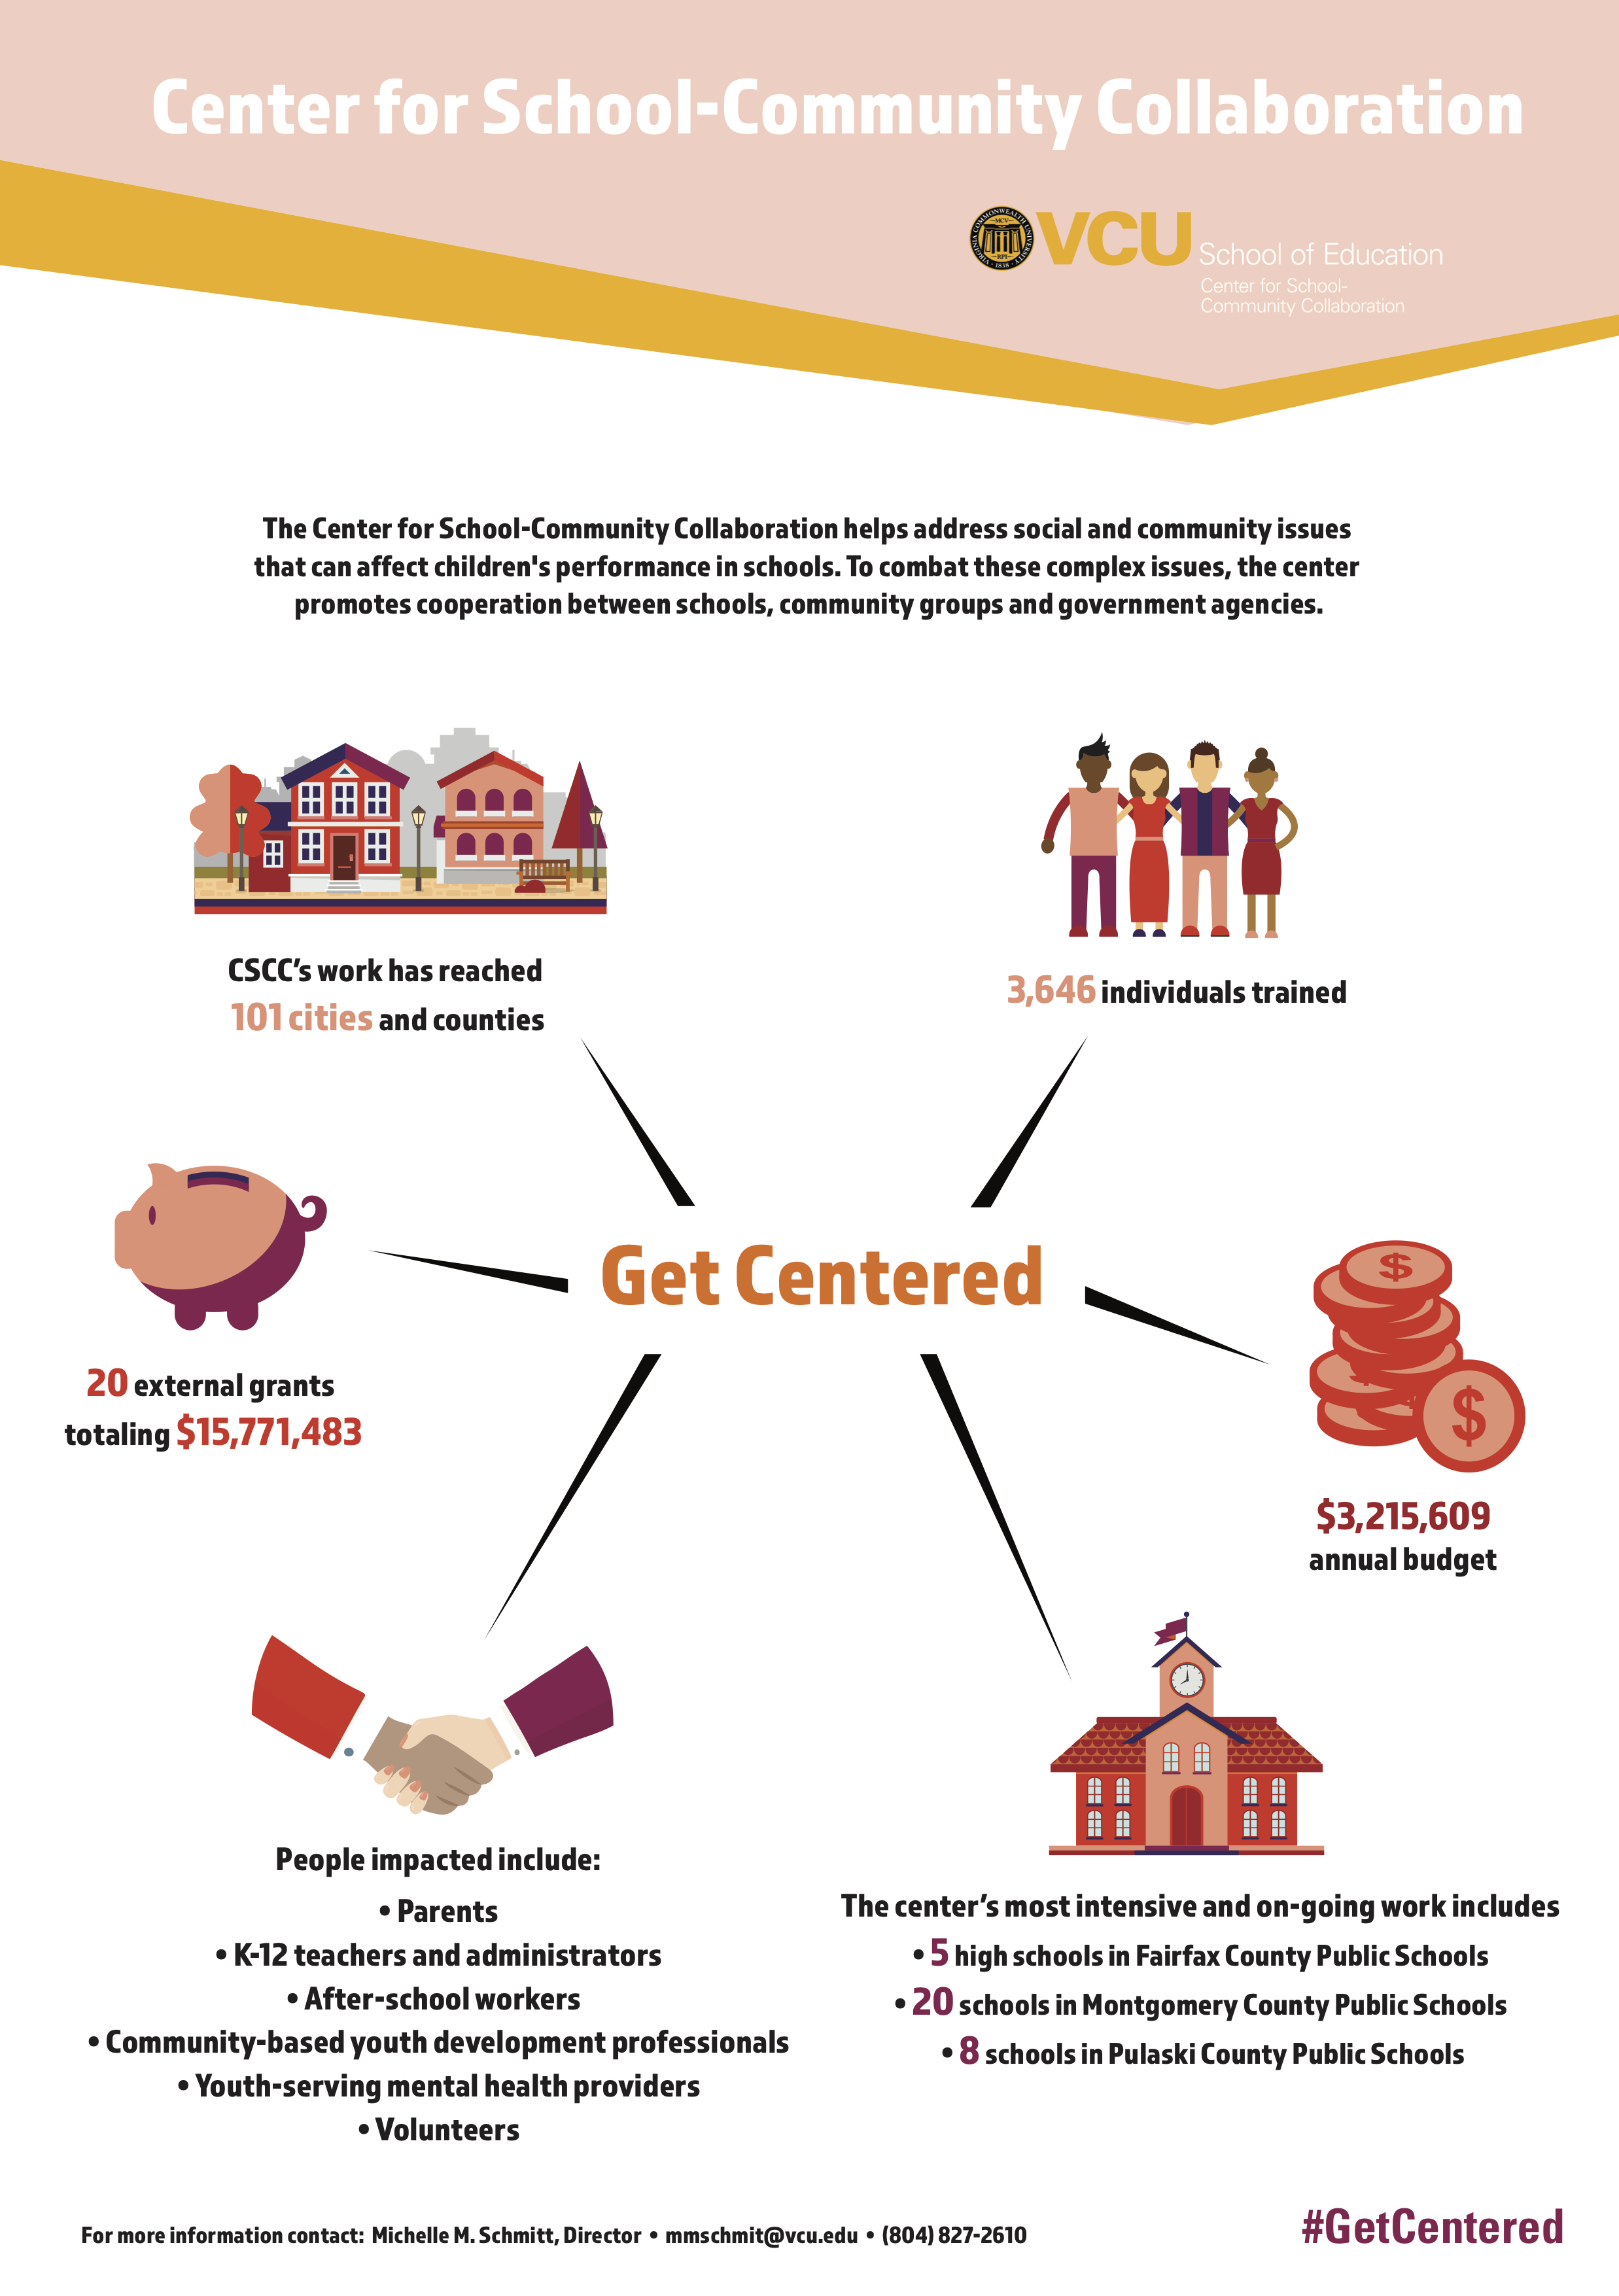 Center for School-Community Collaboration
VIRGINIA COMMONWEALTH UNIVERSITY
MCV
RPI
1838
VCU School of Education
Center for School-
Community Collaboration
The Center for School-Community Collaboration helps address social and community issues
that can affect children's performance in schools. To combat these complex issues, the center
promotes cooperation between schools, community groups and government agencies.
CSCC’s work has reached
101 cities and counties
3,646 individuals trained
Get Centered
20 external grants
totaling $15,771,483
$
$
$3,215,609
annual budget
People impacted include:
• Parents
• K-12 teachers and administrators
• After-school workers
• Community-based youth development professionals
• Youth-serving mental health providers
• Volunteers
The center’s most intensive and on-going work includes
• 5 high schools in Fairfax County Public Schools
• 20 schools in Montgomery County Public Schools
• 8 schools in Pulaski County Public Schools
For more information contact: Michelle M. Schmitt, Director • mmschmit@vcu.edu • (804) 827-2610
#GetCentered